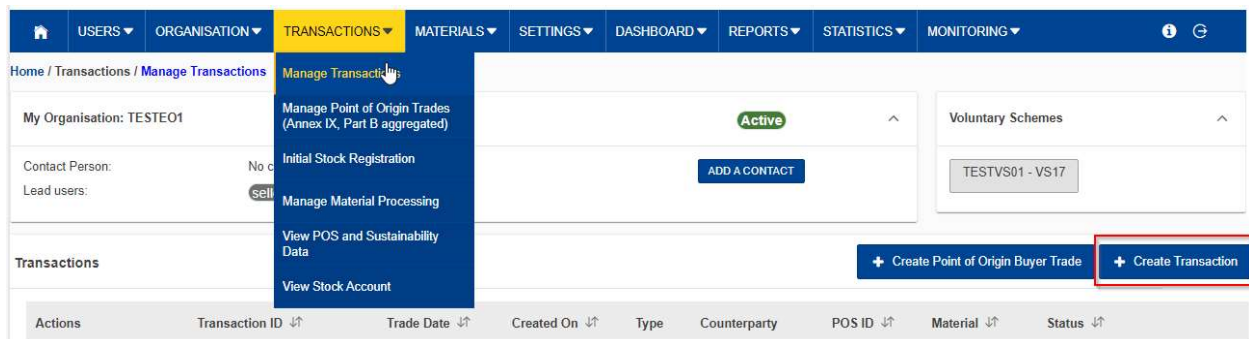 USERS ORGANISATION TRANSACTIONS MATERIALS SETTINGS DASHBOARD REPORTS STATISTICS MONITORING
Home / Transactions / Manage Transactions
Manage Transactions
Manage Point of Origin Trades
(Annex IX, Part B aggregated)
Initial Stock Registration
Manage Material Processing
View POS and Sustainability
Data
View Stock Account
My Organisation: TESTEO1
Active
Contact Person:
No c
ADD A CONTACT
Lead users:
sell
Voluntary Schemes
TESTVS01 - VS17
Transactions
+ Create Point of Origin Buyer Trade
+ Create Transaction
Actions Transaction ID Trade Date Created On Type Counterparty POS ID Material Status